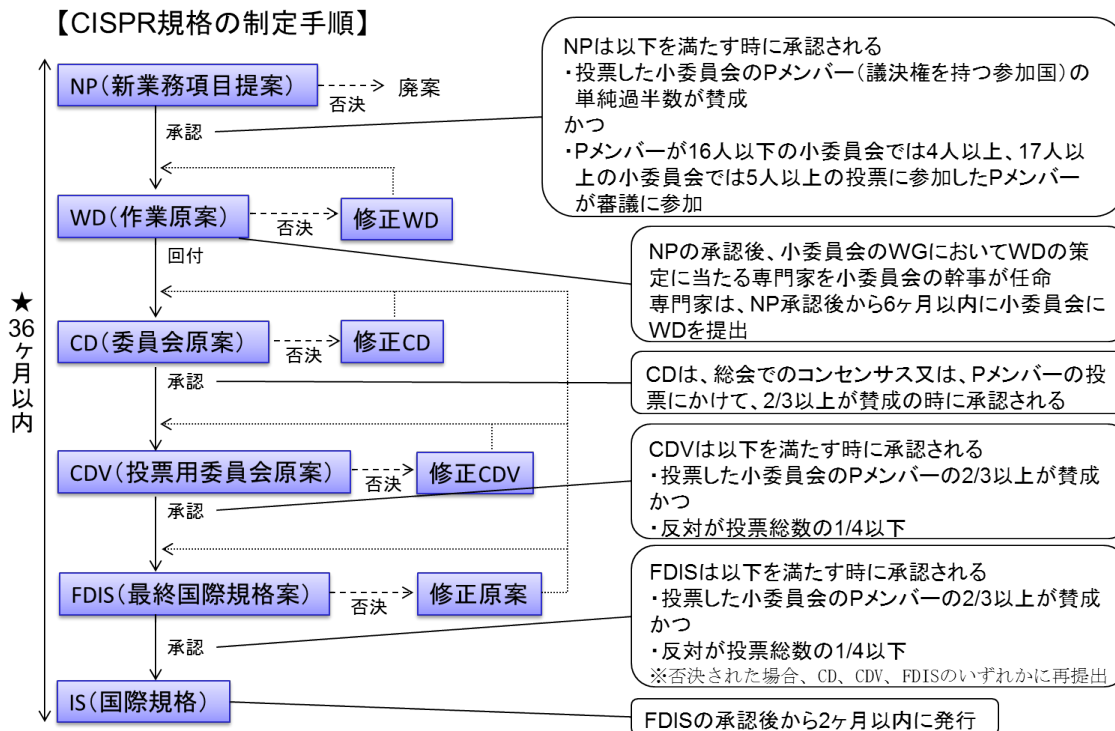 【CISPR規格の制定手順】
NP(新業務項目提案)
否決
廃案
承認
NPは以下を満たす時に承認される
・投票した小委員会のPメンバー(議決権を持つ参加国)の
単純過半数が賛成
かつ
・Pメンバーが16人以下の小委員会では4人以上、17人以
上の小委員会では5人以上の投票に参加したPメンバー
が審議に参加
WD(作業原案)
否決
修正WD
回付
NPの承認後、小委員会のWGにおいてWDの策
定に当たる専門家を小委員会の幹事が任命
専門家は、NP承認後から6ヶ月以内に小委員会に
WDを提出
★36ヶ月以内
CD(委員会原案)
否決
修正CD
承認
CDは、総会でのコンセンサス又は、Pメンバーの投
票にかけて、2/3以上が賛成の時に承認される
CDV(投票用委員会原案)
否決
修正CDV
承認
CDVは以下を満たす時に承認される
・投票した小委員会のPメンバーの2/3以上が賛成
かつ
・反対が投票総数の1/4以下
FDIS(最終国際規格案)
否決
修正原案
承認
FDISは以下を満たす時に承認される
・投票した小委員会のPメンバーの2/3以上が賛成
かつ
・反対が投票総数の1/4以下
※否決された場合、CD、CDV、FDISのいずれかに再提出
IS(国際規格)
FDISの承認後から2ヶ月以内に発行